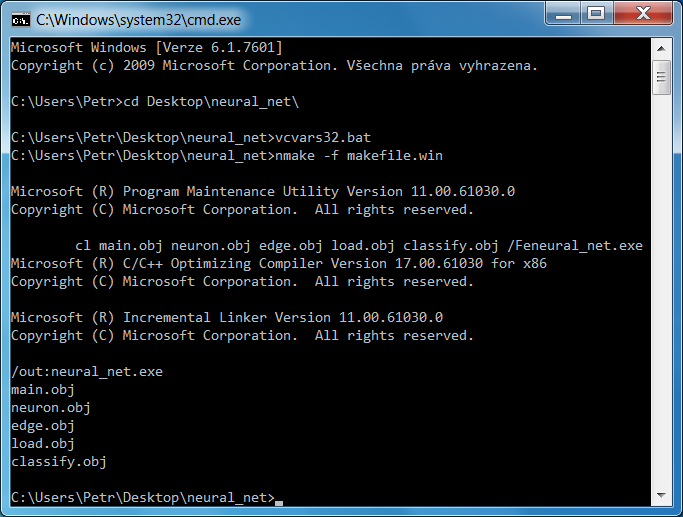 C:\Windows\system32\cmd.exe
Microsoft Windows [Verze 6.1.7601]
Copyright (c) 2009 Microsoft Corporation. Všechna práva vyhrazena.
C:\Users\Petr>cd Desktop\neural_net\
C:\Users\Petr\Desktop\neural_net>vcvars32.bat
C:\Users\Petr\Desktop\neural_net>nmake -f makefile.win
Microsoft (R) Program Maintenance Utility Version 11.00.61030.0
Copyright (C) Microsoft Corporation.  All rights reserved.
        cl main.obj neuron.obj edge.obj load.obj classify.obj /Feneural_net.exe
Microsoft (R) C/C++ Optimizing Compiler Version 17.00.61030 for x86
Copyright (C) Microsoft Corporation.  All rights reserved.
Microsoft (R) Incremental Linker Version 11.00.61030.0
Copyright (C) Microsoft Corporation.  All rights reserved.
/out:neural_net.exe
main.obj
neuron.obj
edge.obj
load.obj
classify.obj
C:\Users\Petr\Desktop\neural_net>